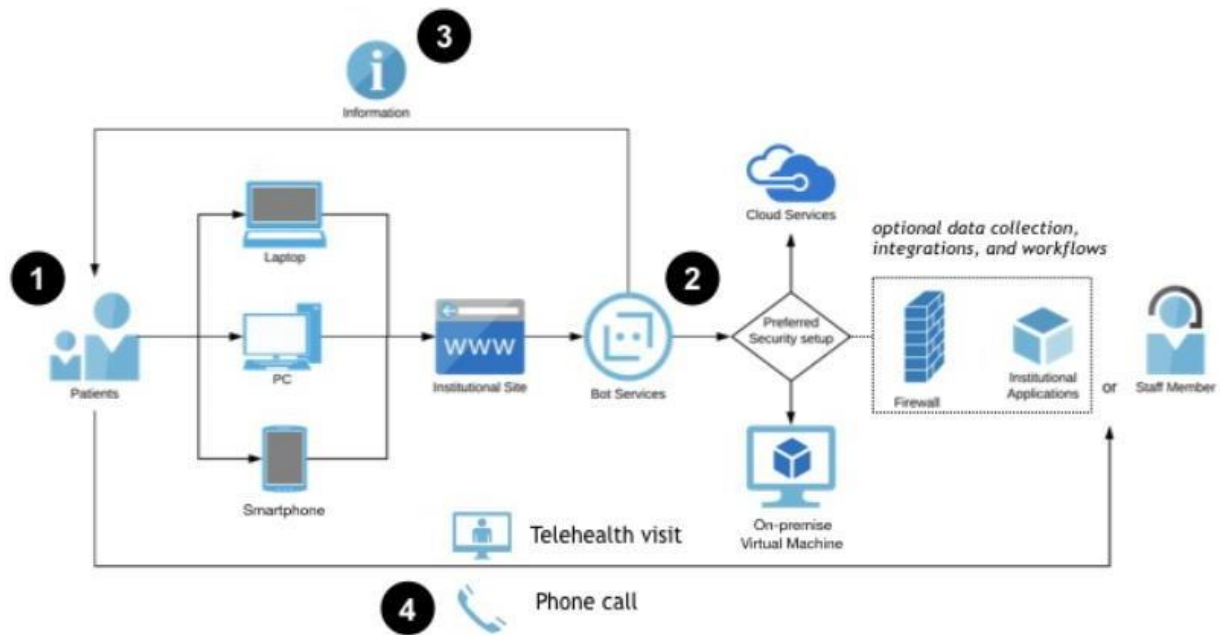 3
Information
Cloud Services
optional data collection,
integrations, and workflows
Laptop
1
2
Preferred
Security setup
WWW
PC
Institutional Site
Bot Services
Patients
Firewall
Institutional
Applications
or
Staff Member
Smartphone
On-premise
Virtual Machine
Telehealth visit
4
Phone call